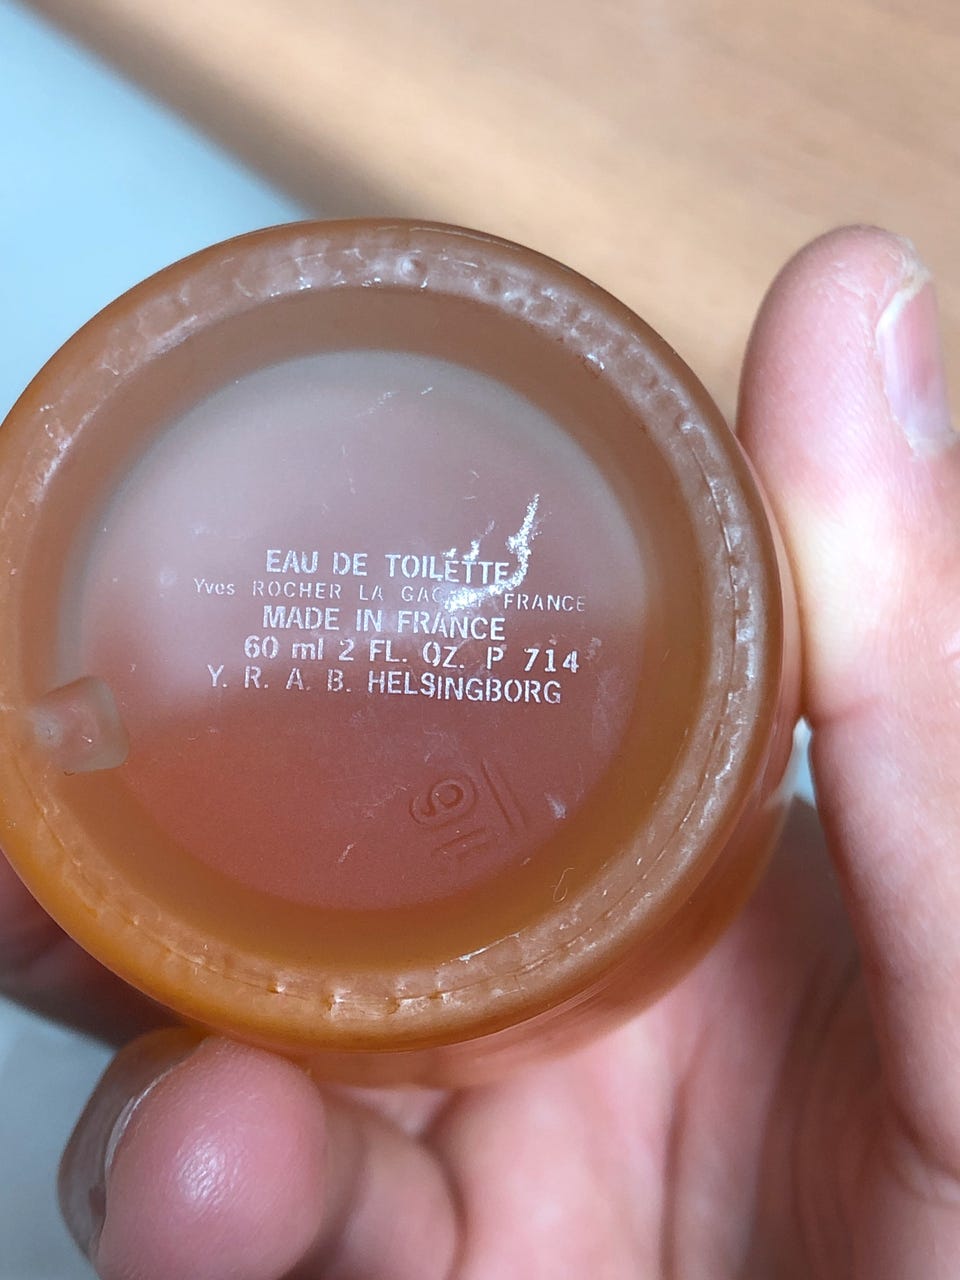 EAU DE TOILETTE
Yves ROCHER LA FRANCE
MADE IN FRANCE
60 ml 2 FL. OZ. P 714
Y. R. A. B. HELSINGBORG